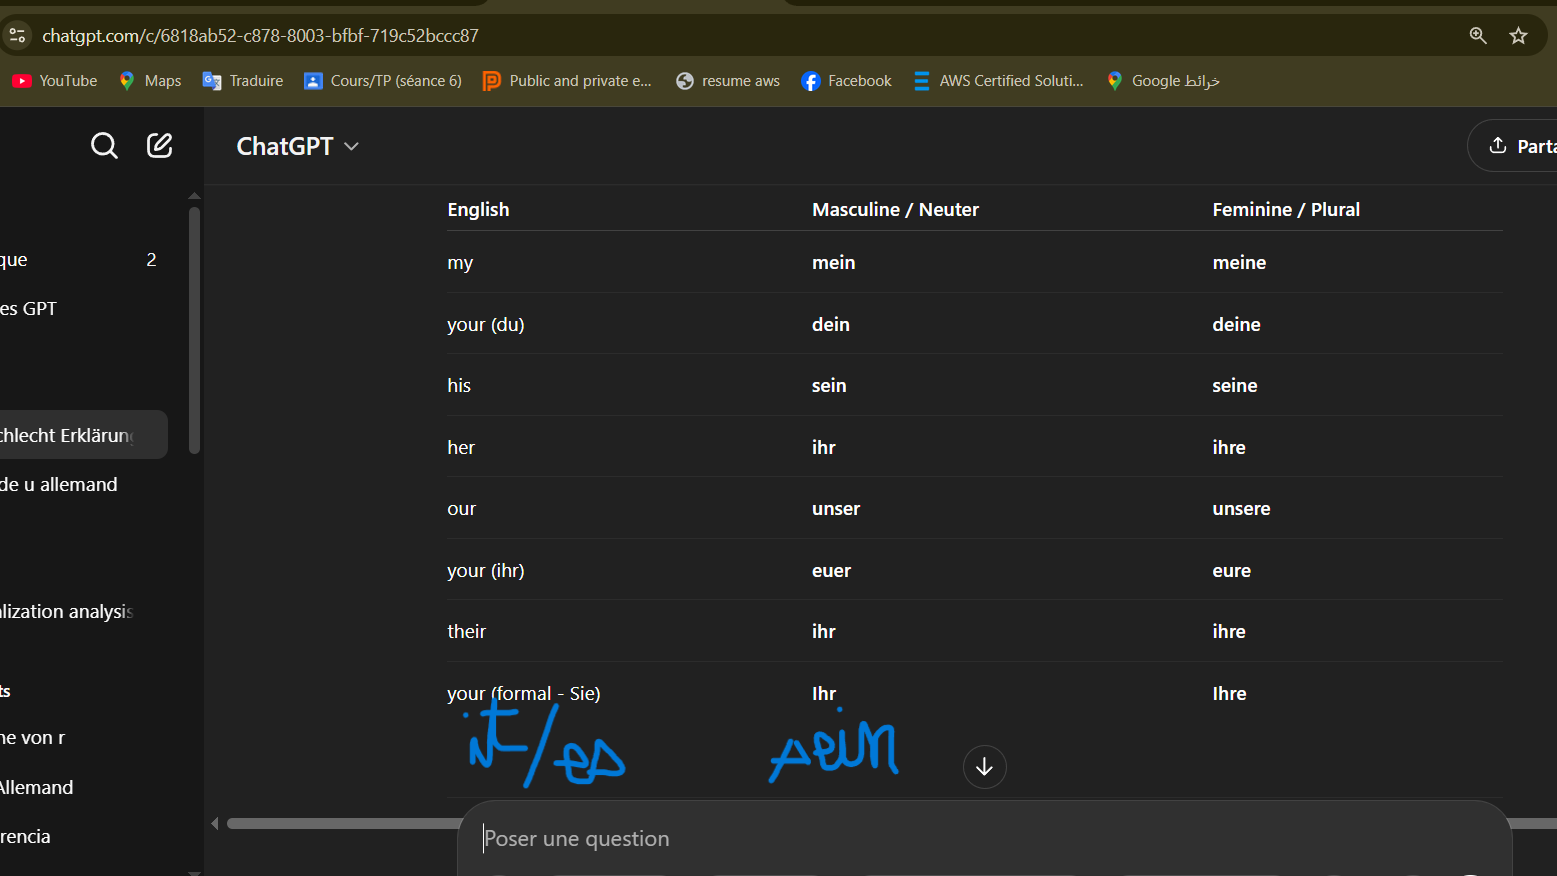 chatgpt.com/c/6818ab52-c878-8003-bfbf-719c52bccc87
YouTube Maps Traduire Cours/TP (séance 6) Public and private e... resume aws Facebook AWS Certified Soluti... Google خرائط
ChatGPT
Parta
que 2
es GPT
chlecht Erklärung
de u allemand
lization analysis
ts
ne von r
Allemand
rencia
English Masculine / Neuter Feminine / Plural
my mein meine
your (du) dein deine
his sein seine
her ihr ihre
our unser unsere
your (ihr) euer eure
their ihr ihre
your (formal - Sie) Ihr Ihre
it/es sein
Poser une question